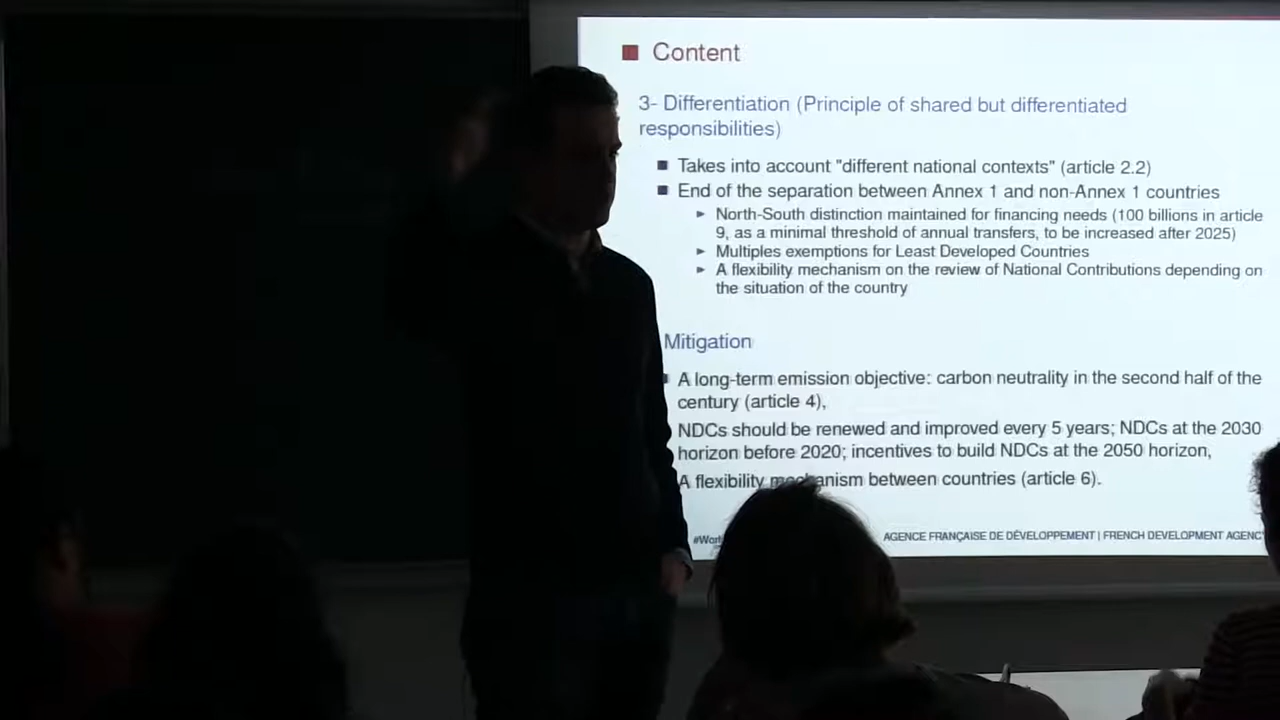 Content
3- Differentiation (Principle of shared but differentiated
responsibilities)
Takes into account "different national contexts" (article 2.2)
End of the separation between Annex 1 and non-Annex 1 countries
North-South distinction maintained for financing needs (100 billions in article
9, as a minimal threshold of annual transfers, to be increased after 2025)
Multiples exemptions for Least Developed Countries
A flexibility mechanism on the review of National Contributions depending on
the situation of the country
Mitigation
A long-term emission objective: carbon neutrality in the second half of the
century (article 4),
NDCs should be renewed and improved every 5 years; NDCs at the 2030
horizon before 2020; incentives to build NDCs at the 2050 horizon,
A flexibility mechanism between countries (article 6).
AGENCE FRANÇAISE DE DÉVELOPPEMENT | FRENCH DEVELOPMENT AGENC